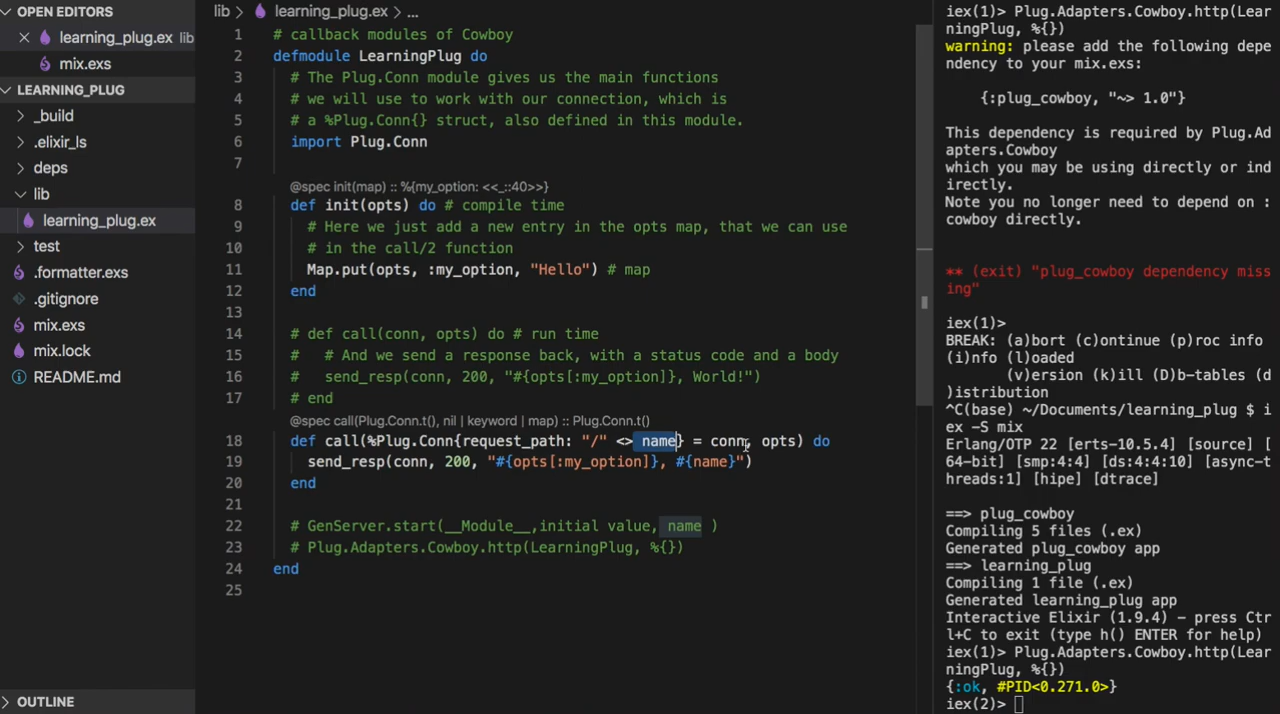 OPEN EDITORS
learning_plug.ex lib
mix.exs
LEARNING_PLUG
_build
.elixir_ls
deps
lib
learning_plug.ex
test
.formatter.exs
.gitignore
mix.exs
mix.lock
README.md
OUTLINE
lib > learning_plug.ex > ...
1 # callback modules of Cowboy
2 defmodule LearningPlug do
3 # The Plug.Conn module gives us the main functions
4 # we will use to work with our connection, which is
5 # a %Plug.Conn{} struct, also defined in this module.
6 import Plug.Conn
7
@spec init(map) :: %{my_option: <<_::40>>}
8 def init(opts) do # compile time
9 # Here we just add a new entry in the opts map, that we can use
10 # in the call/2 function
11 Map.put(opts, :my_option, "Hello") # map
12 end
13
14 # def call(conn, opts) do # run time
15 # # And we send a response back, with a status code and a body
16 # send_resp(conn, 200, "#{opts[:my_option]}, World!")
17 # end
@spec call(Plug.Conn.t(), nil | keyword | map) :: Plug.Conn.t()
18 def call(%Plug.Conn{request_path: "/" <> name} = conn, opts) do
19 send_resp(conn, 200, "#{opts[:my_option]}, #{name}")
20 end
21
22 # GenServer.start(__Module__,initial value, name )
23 # Plug.Adapters.Cowboy.http(LearningPlug, %{})
24 end
25
iex(1)> Plug.Adapters.Cowboy.http(Lear
ningPlug, %{})
warning: please add the following depe
ndency to your mix.exs:
{:plug_cowboy, "~> 1.0"}
This dependency is required by Plug.Ad
apters.Cowboy
which you may be using directly or ind
irectly.
Note you no longer need to depend on :
cowboy directly.
** (exit) "plug_cowboy dependency miss
ing"
iex(1)>
BREAK: (a)bort (c)ontinue (p)roc info
(i)nfo (l)oaded
(v)ersion (k)ill (D)b-tables (d
)istribution
^C(base) ~/Documents/learning_plug $ i
ex -S mix
Erlang/OTP 22 [erts-10.5.4] [source] [
64-bit] [smp:4:4] [ds:4:4:10] [async-t
hreads:1] [hipe] [dtrace]
==> plug_cowboy
Compiling 5 files (.ex)
Generated plug_cowboy app
==> learning_plug
Compiling 1 file (.ex)
Generated learning_plug app
Interactive Elixir (1.9.4) - press Ctr
l+C to exit (type h() ENTER for help)
iex(1)> Plug.Adapters.Cowboy.http(Lear
ningPlug, %{})
{:ok, #PID<0.271.0>}
iex(2)>